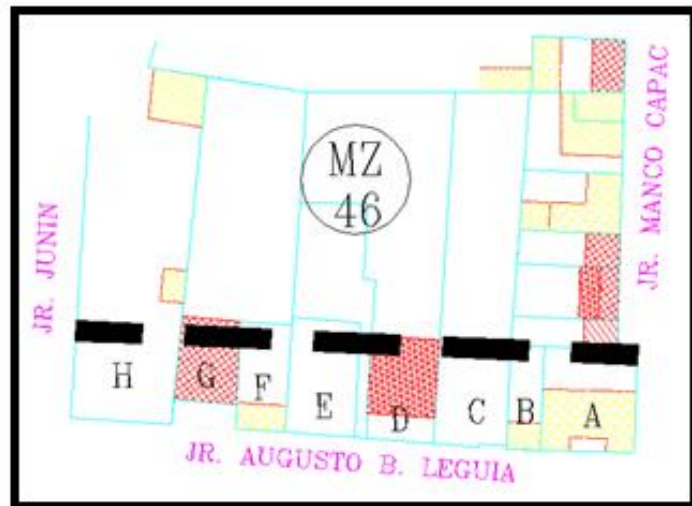 JR. MANCO CAPAC
MZ
46
JR. JUNIN
H G F E D C B A
JR. AUGUSTO B. LEGUIA